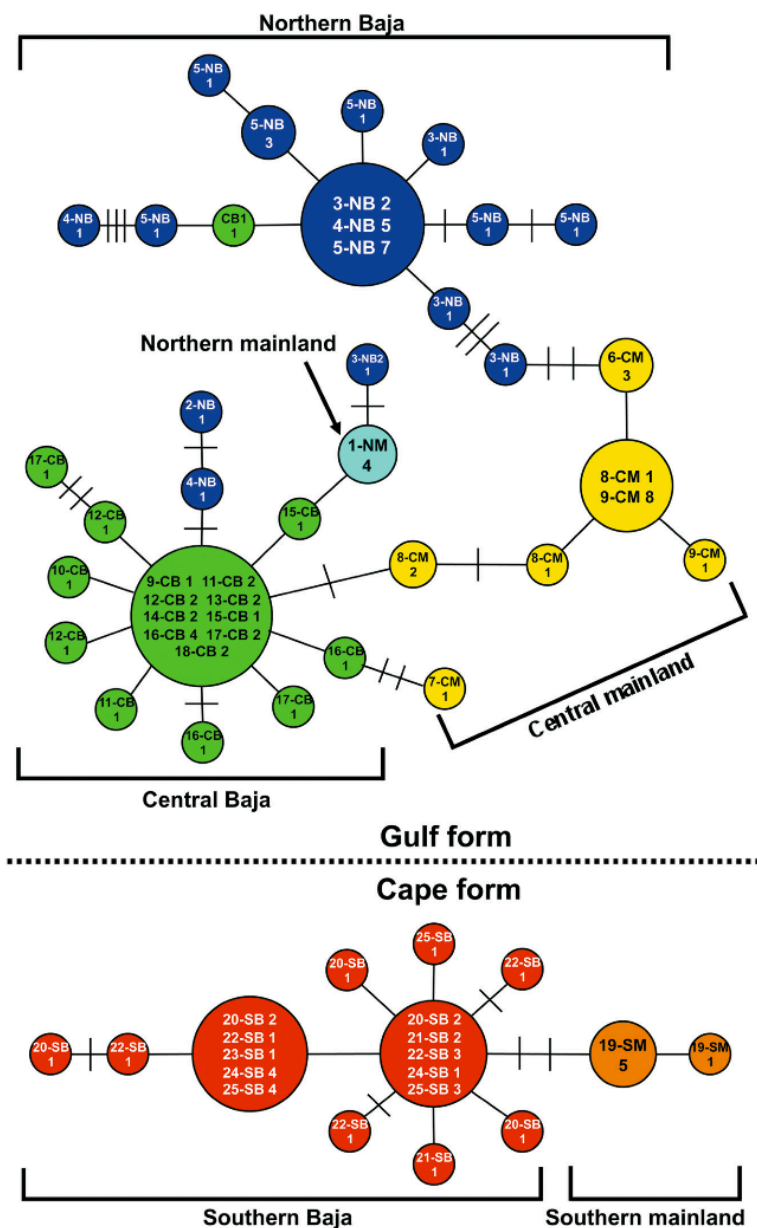 Northern Baja
5-NB
1
5-NB
3
5-NB
1
3-NB
1
4-NB
1
5-NB
1
CB1
1
3-NB 2
4-NB 5
5-NB 7
5-NB
1
5-NB
1
3-NB
1
3-NB
1
6-CM
3
Northern mainland
3-NB2
1
2-NB
1
1-NM
4
4-NB
1
17-CB
1
12-CB
1
15-CB
1
8-CM 1
9-CM 8
10-CB
1
9-CB 1 11-CB 2
12-CB 2 13-CB 2
14-CB 2 15-CB 1
16-CB 4 17-CB 2
18-CB 2
8-CM
2
8-CM
1
9-CM
1
12-CB
1
16-CB
1
7-CM
1
11-CB
1
16-CB
1
17-CB
1
Central mainland
Central Baja
Gulf form
Cape form
20-SB
1
25-SB
1
22-SB
1
20-SB
1
22-SB
1
20-SB 2
22-SB 1
23-SB 1
24-SB 4
25-SB 4
20-SB 2
21-SB 2
22-SB 3
24-SB 1
25-SB 3
19-SM
5
19-SM
1
22-SB
1
21-SB
1
20-SB
1
Southern Baja
Southern mainland